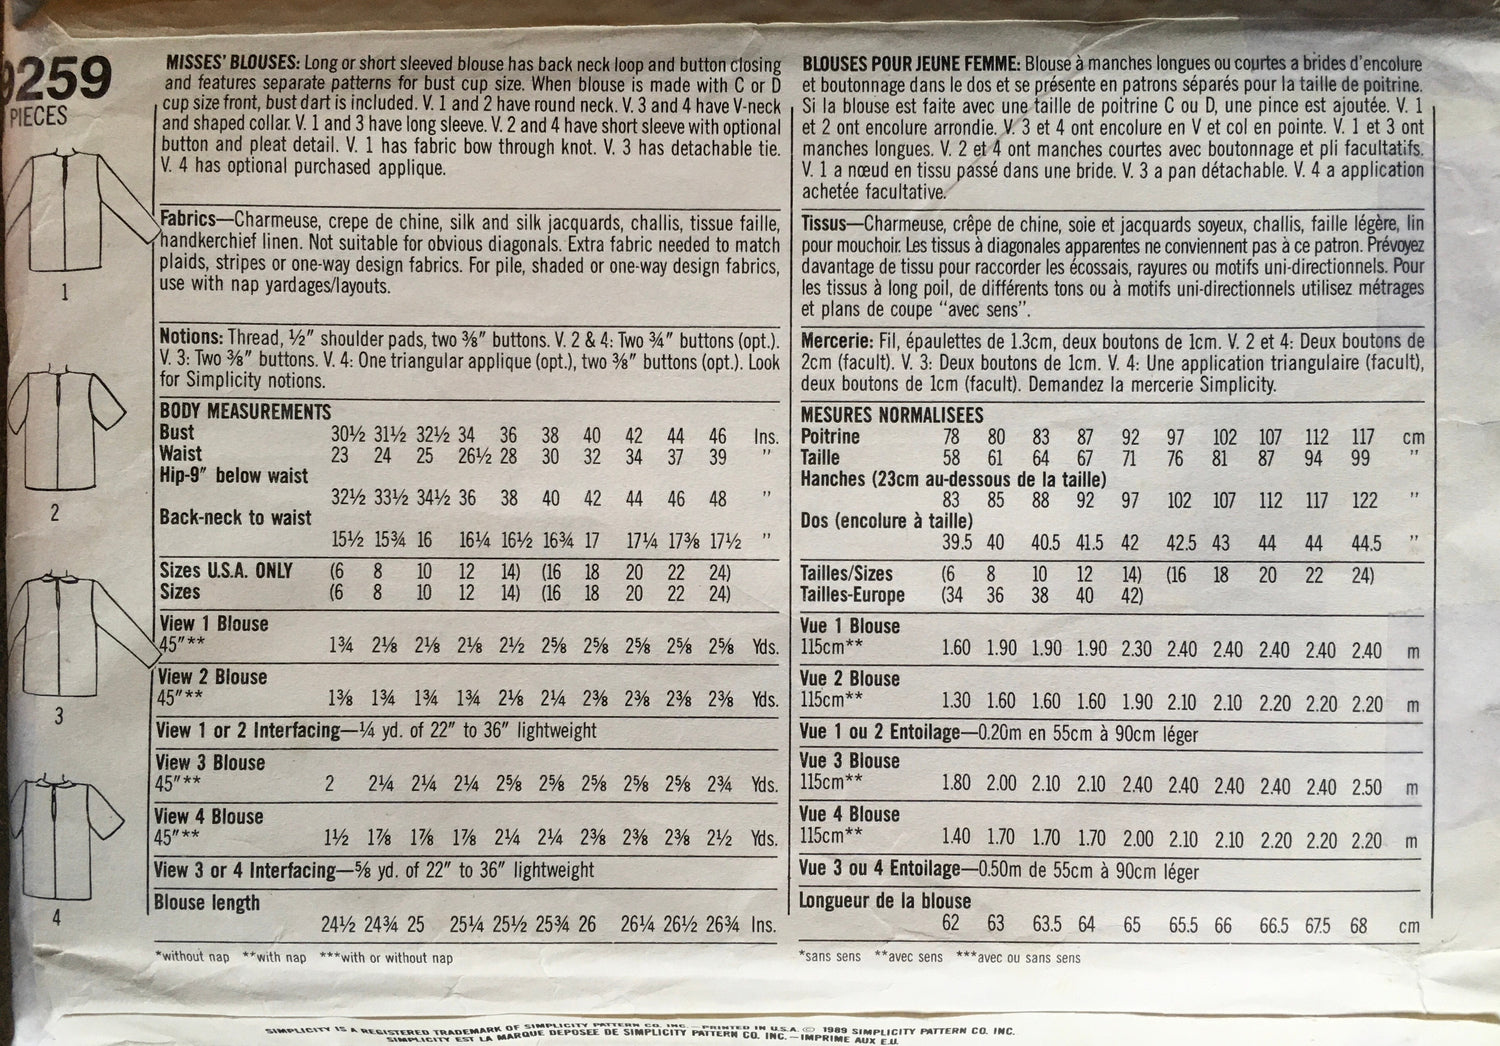 9259
PIECES
1
2
3
4
MISSES' BLOUSES: Long or short sleeved blouse has back neck loop and button closing
and features separate patterns for bust cup size. When blouse is made with C or D
cup size front, bust dart is included. V. 1 and 2 have round neck. V. 3 and 4 have V-neck
and shaped collar. V. 1 and 3 have long sleeve. V. 2 and 4 have short sleeve with optional
button and pleat detail. V. 1 has fabric bow through knot. V. 3 has detachable tie.
V. 4 has optional purchased applique.
Fabrics—Charmeuse, crepe de chine, silk and silk jacquards, challis, tissue faille,
handkerchief linen. Not suitable for obvious diagonals. Extra fabric needed to match
plaids, stripes or one-way design fabrics. For pile, shaded or one-way design fabrics,
use with nap yardages/layouts.
Notions: Thread, ½" shoulder pads, two ⅜" buttons. V. 2 & 4: Two ¾" buttons (opt.).
V. 3: Two ⅜" buttons. V. 4: One triangular applique (opt.), two ⅜" buttons (opt.). Look
for Simplicity notions.
BODY MEASUREMENTS
Bust 30½ 31½ 32½ 34 36 38 40 42 44 46 Ins.
Waist 23 24 25 26½ 28 30 32 34 37 39 "
Hip-9" below waist
32½ 33½ 34½ 36 38 40 42 44 46 48 "
Back-neck to waist
15½ 15¾ 16 16¼ 16½ 16¾ 17 17¼ 17⅜ 17½ "
Sizes U.S.A. ONLY (6 8 10 12 14) (16 18 20 22 24)
Sizes (6 8 10 12 14) (16 18 20 22 24)
View 1 Blouse
45"** 1¾ 2⅛ 2⅛ 2⅛ 2½ 2⅝ 2⅝ 2⅝ 2⅝ 2⅝ Yds.
View 2 Blouse
45"** 1⅜ 1¾ 1¾ 1¾ 2⅛ 2¼ 2⅜ 2⅜ 2⅜ 2⅜ Yds.
View 1 or 2 Interfacing—¼ yd. of 22" to 36" lightweight
View 3 Blouse
45"** 2 2¼ 2¼ 2¼ 2⅝ 2⅝ 2⅝ 2⅝ 2⅝ 2¾ Yds.
View 4 Blouse
45"** 1½ 1⅞ 1⅞ 1⅞ 2¼ 2¼ 2⅜ 2⅜ 2⅜ 2½ Yds.
View 3 or 4 Interfacing—⅝ yd. of 22" to 36" lightweight
Blouse length
24½ 24¾ 25 25¼ 25½ 25¾ 26 26¼ 26½ 26¾ Ins.
*without nap **with nap ***with or without nap
BLOUSES POUR JEUNE FEMME: Blouse à manches longues ou courtes a brides d'encolure
et boutonnage dans le dos et se présente en patrons séparés pour la taille de poitrine.
Si la blouse est faite avec une taille de poitrine C ou D, une pince est ajoutée. V. 1
et 2 ont encolure arrondie. V. 3 et 4 ont encolure en V et col en pointe. V. 1 et 3 ont
manches longues. V. 2 et 4 ont manches courtes avec boutonnage et pli facultatifs.
V. 1 a nœud en tissu passé dans une bride. V. 3 a pan détachable. V. 4 a application
achetée facultative.
Tissus—Charmeuse, crêpe de chine, soie et jacquards soyeux, challis, faille légère, lin
pour mouchoir. Les tissus à diagonales apparentes ne conviennent pas à ce patron. Prévoyez
davantage de tissu pour raccorder les écossais, rayures ou motifs uni-directionnels. Pour
les tissus à long poil, de différents tons ou à motifs uni-directionnels utilisez métrages
et plans de coupe "avec sens".
Mercerie: Fil, épaulettes de 1.3cm, deux boutons de 1cm. V. 2 et 4: Deux boutons de
2cm (facult). V. 3: Deux boutons de 1cm. V. 4: Une application triangulaire (facult),
deux boutons de 1cm (facult). Demandez la mercerie Simplicity.
MESURES NORMALISEES
Poitrine 78 80 83 87 92 97 102 107 112 117 cm
Taille 58 61 64 67 71 76 81 87 94 99 "
Hanches (23cm au-dessous de la taille)
83 85 88 92 97 102 107 112 117 122 "
Dos (encolure à taille)
39.5 40 40.5 41.5 42 42.5 43 44 44 44.5 "
Tailles/Sizes (6 8 10 12 14) (16 18 20 22 24)
Tailles-Europe (34 36 38 40 42)
Vue 1 Blouse
115cm** 1.60 1.90 1.90 1.90 2.30 2.40 2.40 2.40 2.40 2.40 m
Vue 2 Blouse
115cm** 1.30 1.60 1.60 1.60 1.90 2.10 2.10 2.20 2.20 2.20 m
Vue 1 ou 2 Entoilage—0.20m en 55cm à 90cm léger
Vue 3 Blouse
115cm** 1.80 2.00 2.10 2.10 2.40 2.40 2.40 2.40 2.40 2.50 m
Vue 4 Blouse
115cm** 1.40 1.70 1.70 1.70 2.00 2.10 2.10 2.20 2.20 2.20 m
Vue 3 ou 4 Entoilage—0.50m de 55cm à 90cm léger
Longueur de la blouse
62 63 63.5 64 65 65.5 66 66.5 67.5 68 cm
*sans sens **avec sens ***avec ou sans sens
SIMPLICITY IS A REGISTERED TRADEMARK OF SIMPLICITY PATTERN CO. INC.—PRINTED IN U.S.A. © 1989 SIMPLICITY PATTERN CO. INC.
SIMPLICITY EST LA MARQUE DEPOSEE DE SIMPLICITY PATTERN CO. INC.—IMPRIME AUX E.U.